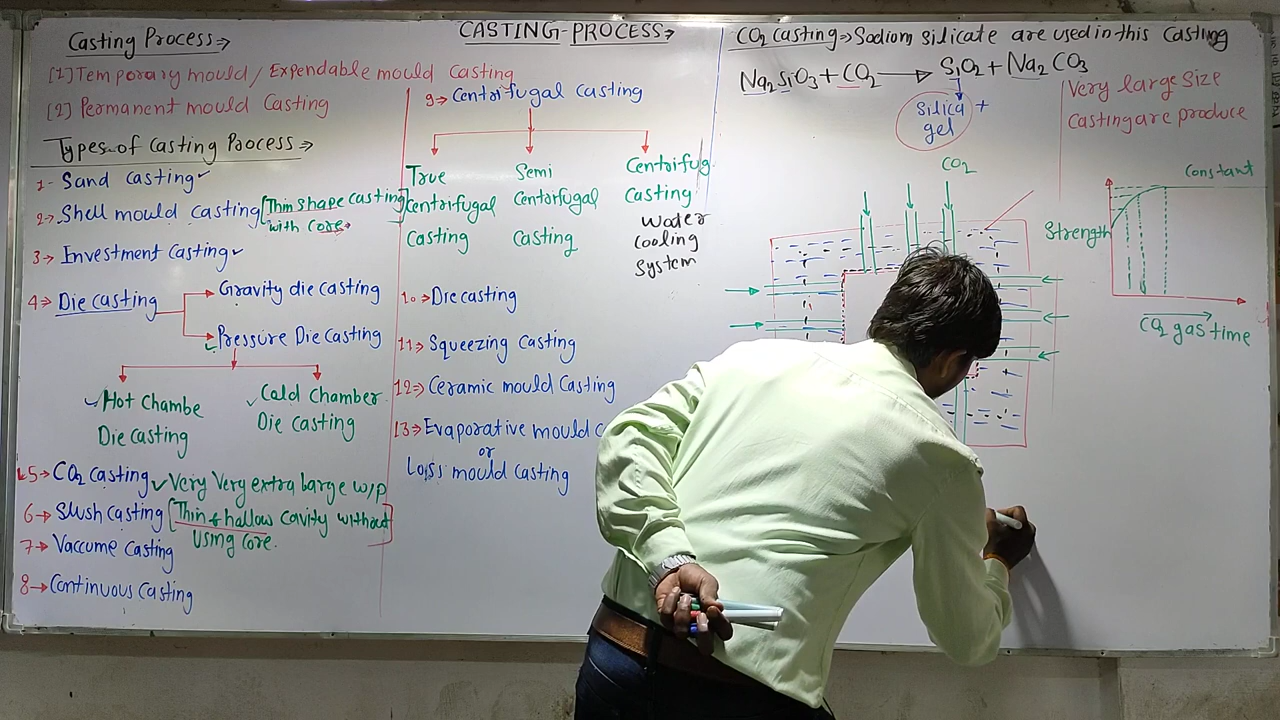 Casting Process→
[1] Temporary mould/Expendable mould Casting
[2] Permanent mould Casting
Types of Casting Process→
1- Sand casting✓
2→ Shell mould casting [Thin shape casting with core→]
3→ Investment Casting✓
4→ Die casting
Gravity die casting
Pressure Die Casting
✓Hot Chambe
Die casting
✓Cold Chamber
Die casting
5→ CO2 casting✓ Very Very extra large w/p
6→ Slush casting [Thin & hallow cavity without
using core.]
7→ Vaccume Casting
8→ Continuous Casting
CASTING-PROCESS→
9→ Centrifugal Casting
True
Centrifugal
Casting
Semi
Centrifugal
Casting
Centrifug
Casting
Water
Cooling
System
10→ Die casting
11→ Squeezing Casting
12→ Ceramic mould Casting
13→ Evaporative mould C
or
Loss mould casting
CO2 casting→ Sodium silicate are used in this Casting
Na2SiO3 + CO2 → SiO2 + Na2CO3
Silica +
gel
Very large size
Casting are produce
CO2
Constant
Strength
CO2 gas time